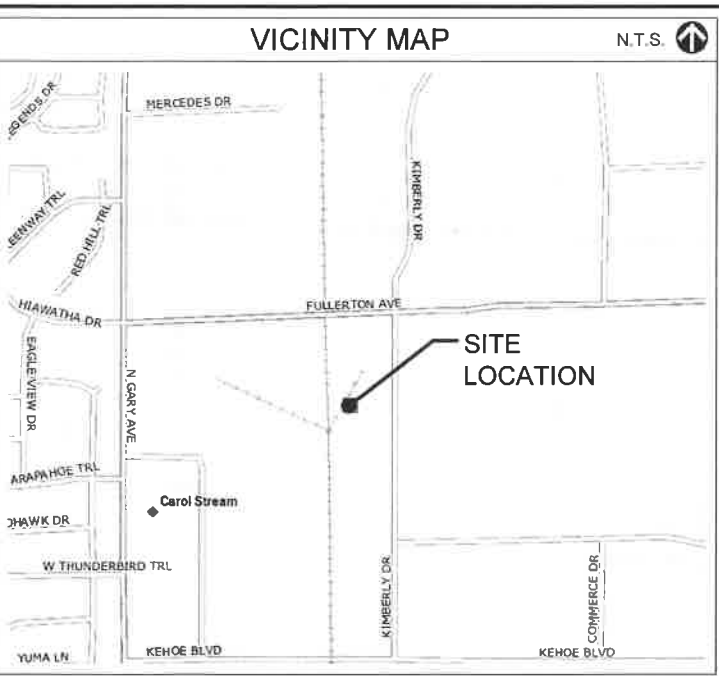 VICINITY MAP
N.T.S.
MERCEDES DR
KIMBERLY DR
RED HILL TRL
HIAWATHA DR
FULLERTON AVE
SITE
LOCATION
EAGLE VIEW DR
N GARY AVE
ARAPAHOE TRL
Carol Stream
W THUNDERBIRD TRL
KIMBERLY DR
COMMERCE DR
YUMA LN
KEHOE BLVD
KEHOE BLVD